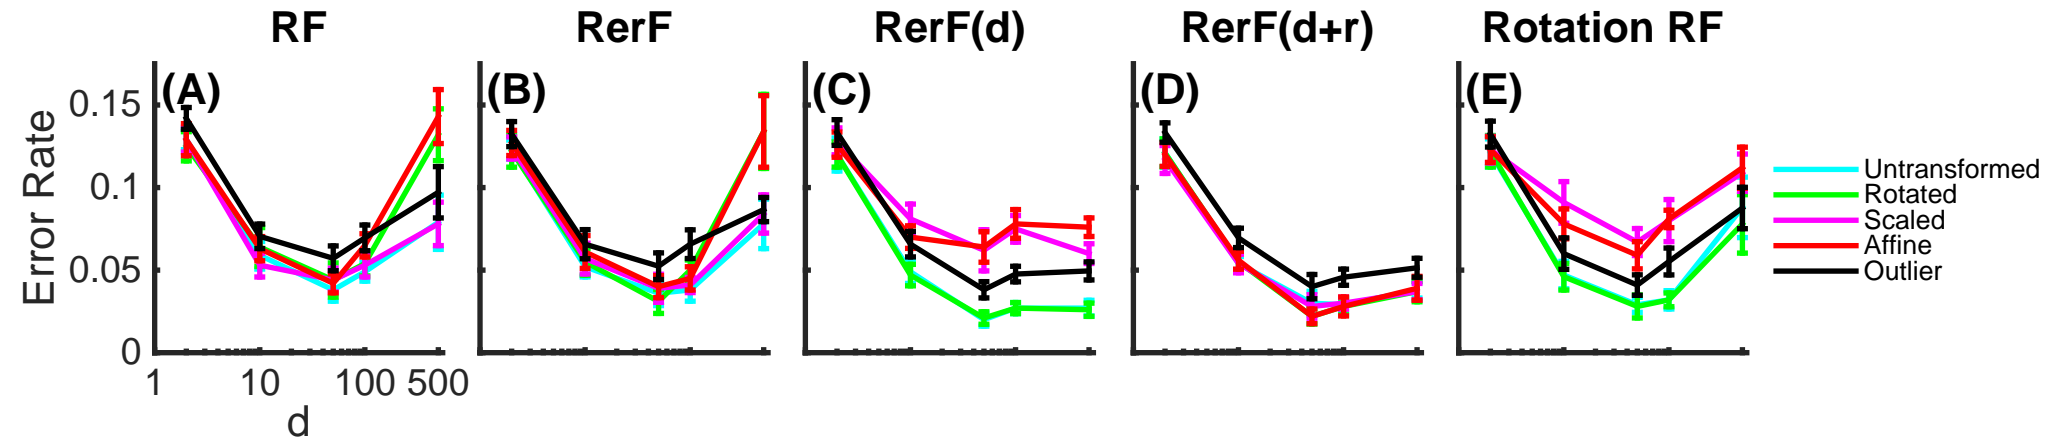 RF
RerF
RerF(d)
RerF(d+r)
Rotation RF
(A)
(B)
(C)
(D)
(E)
0.15
0.1
0.05
0
Error Rate
1
10
100
500
d
Untransformed
Rotated
Scaled
Affine
Outlier